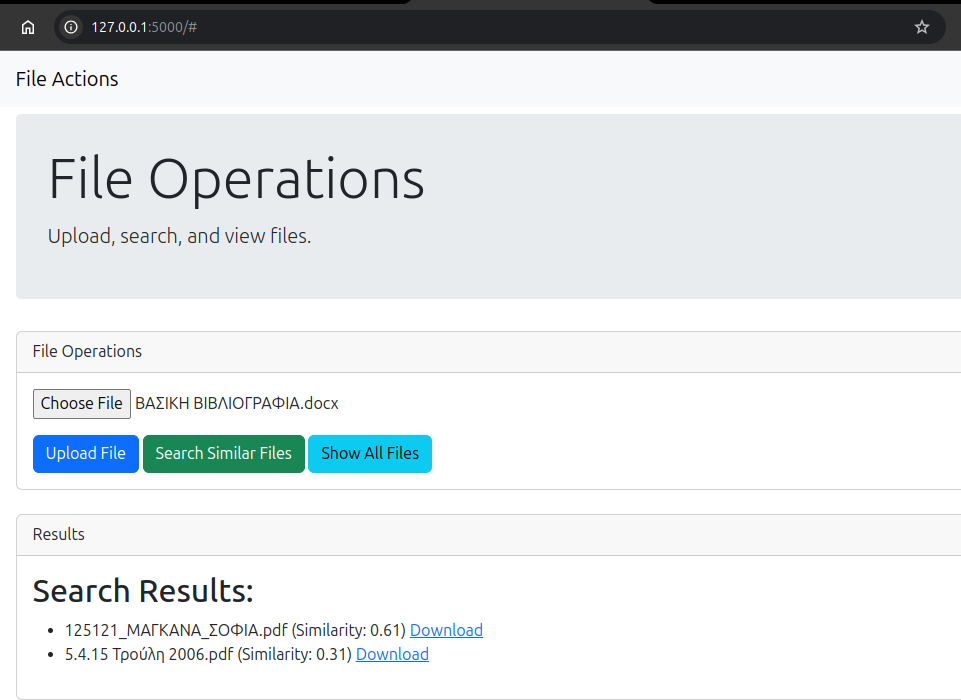 127.0.0.1:5000/#
File Actions
File Operations
Upload, search, and view files.
File Operations
Choose File ΒΑΣΙΚΗ ΒΙΒΛΙΟΓΡΑΦΙΑ.docx
Upload File Search Similar Files Show All Files
Results
Search Results:
• 125121_ΜΑΓΚΑΝΑ_ΣΟΦΙΑ.pdf (Similarity: 0.61) Download
• 5.4.15 Τρούλη 2006.pdf (Similarity: 0.31) Download